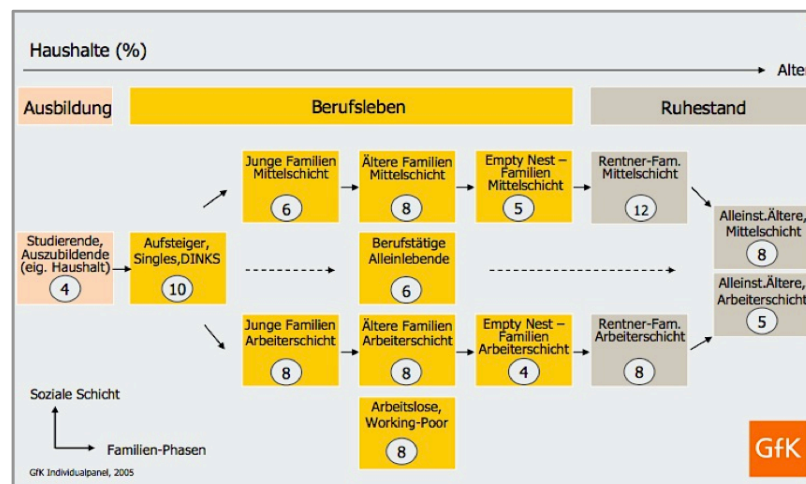 Haushalte (%)
Alter
Ausbildung
Berufsleben
Ruhestand
Junge Familien
Mittelschicht
6
Ältere Familien
Mittelschicht
8
Empty Nest –
Familien
Mittelschicht
5
Rentner-Fam.
Mittelschicht
12
Studierende,
Auszubildende
(eig. Haushalt)
4
Aufsteiger,
Singles,DINKS
10
Berufstätige
Alleinlebende
6
Alleinst.Ältere,
Mittelschicht
8
Alleinst.Ältere,
Arbeiterschicht
5
Junge Familien
Arbeiterschicht
8
Ältere Familien
Arbeiterschicht
8
Empty Nest –
Familien
Arbeiterschicht
4
Rentner-Fam.
Arbeiterschicht
8
Arbeitslose,
Working-Poor
8
Soziale Schicht
Familien-Phasen
GfK Individualpanel, 2005
GfK